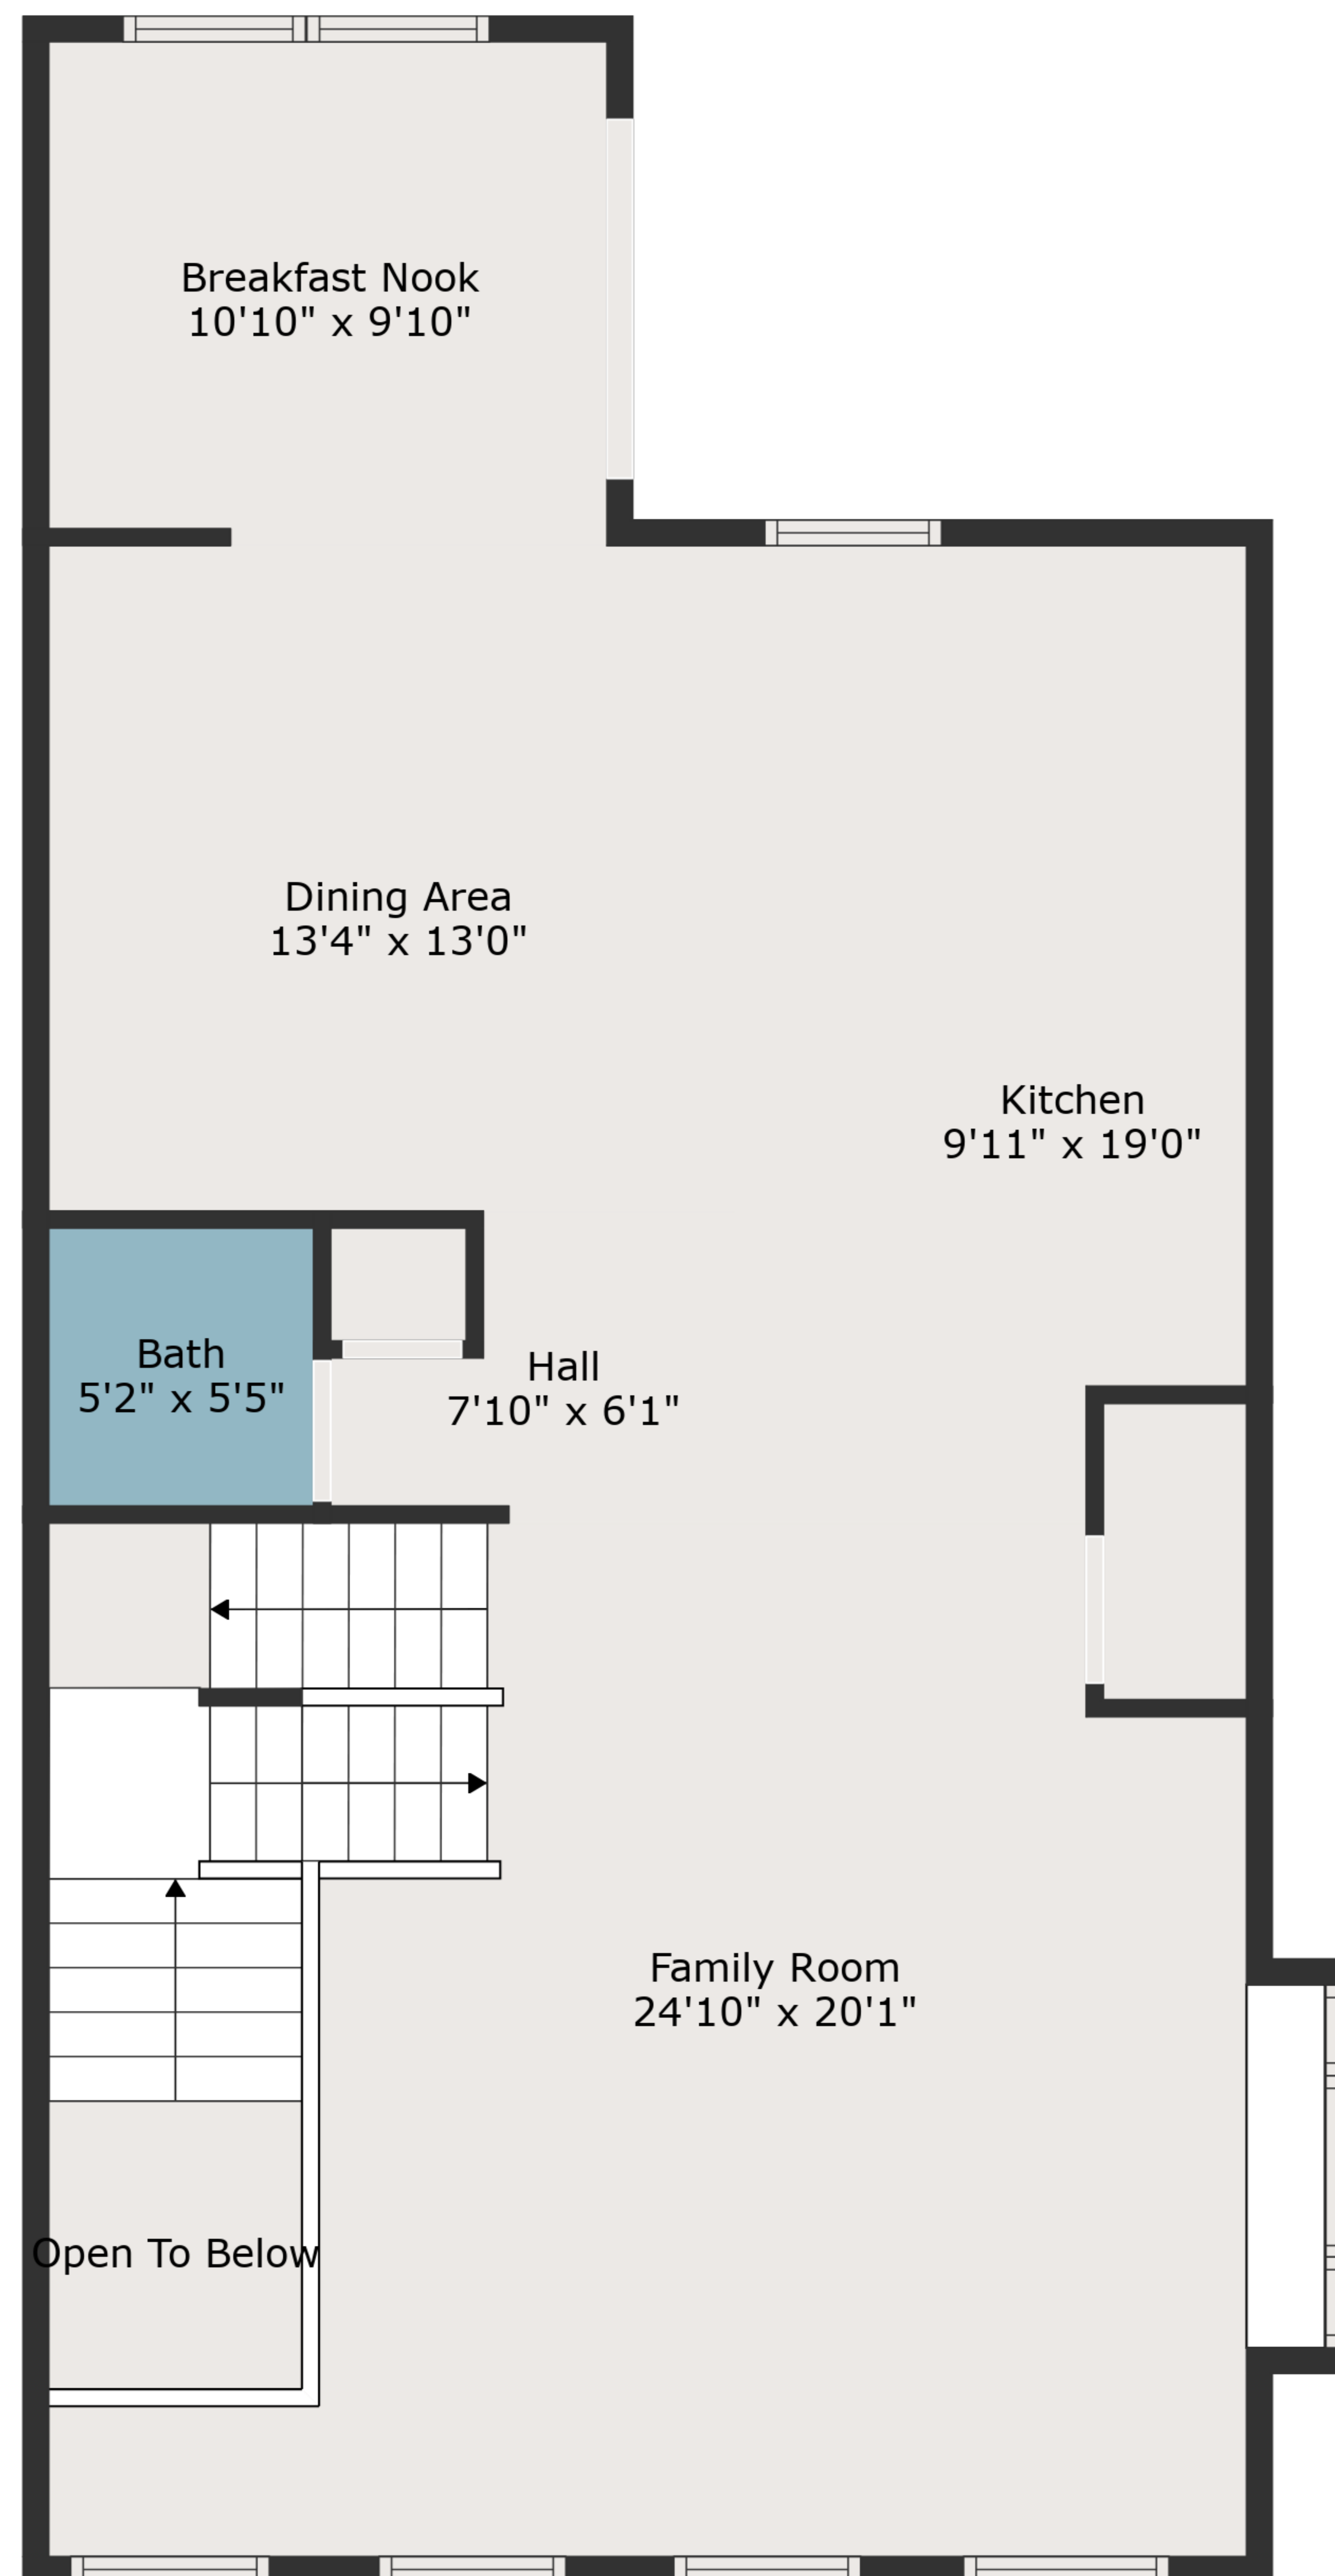 Breakfast Nook
10'10" x 9'10"
Dining Area
13'4" x 13'0"
Kitchen
9'11" x 19'0"
Bath
5'2" x 5'5"
Hall
7'10" x 6'1"
Family Room
24'10" x 20'1"
Open To Below